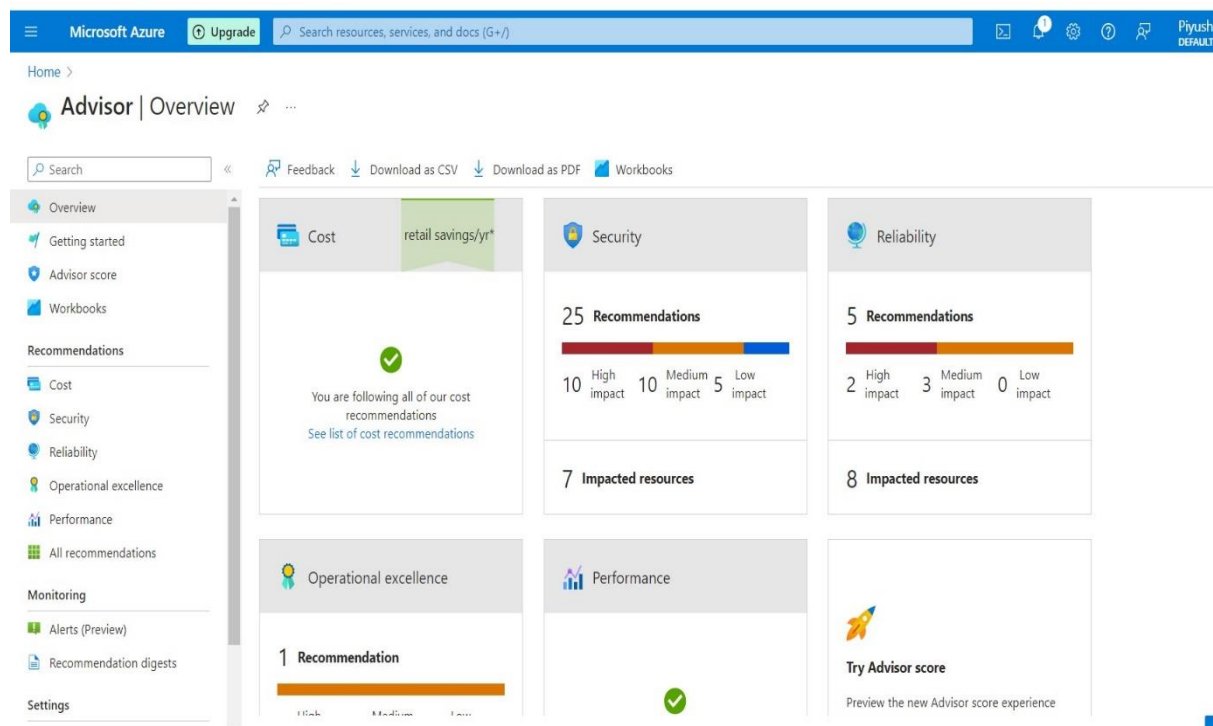 Microsoft Azure
Upgrade
Search resources, services, and docs (G+/)
1
Piyush
DEFAULT
Home >
Advisor | Overview
...
Search
«
Feedback
Download as CSV
Download as PDF
Workbooks
Overview
Getting started
Advisor score
Workbooks
Recommendations
Cost
Security
Reliability
Operational excellence
Performance
All recommendations
Monitoring
Alerts (Preview)
Recommendation digests
Settings
Cost
retail savings/yr*
You are following all of our cost
recommendations
See list of cost recommendations
Security
25 Recommendations
10 High impact 10 Medium impact 5 Low impact
7 Impacted resources
Reliability
5 Recommendations
2 High impact 3 Medium impact 0 Low impact
8 Impacted resources
Operational excellence
1 Recommendation
High Medium Low
Performance
Try Advisor score
Preview the new Advisor score experience